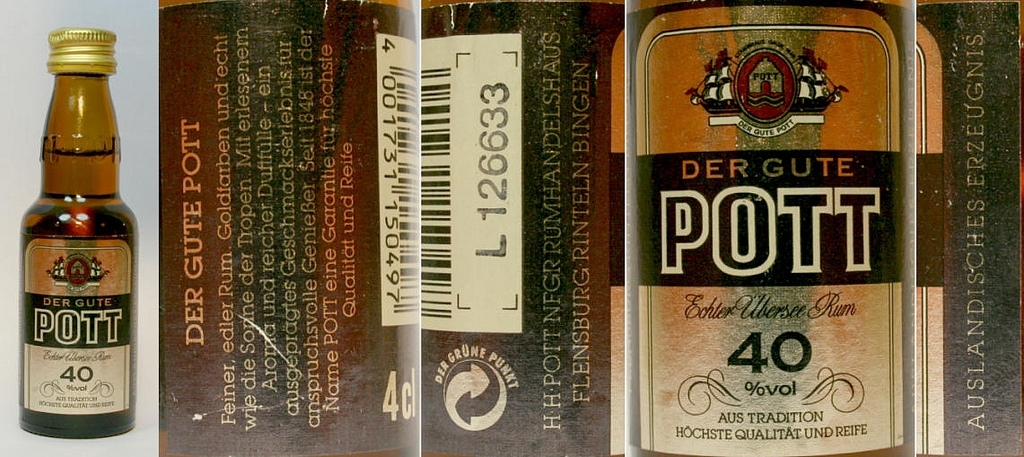 DER GUTE
POTT
Echter Übersee Rum
40
%vol
AUS TRADITION
HÖCHSTE QUALITÄT UND REIFE
DER GUTE POTT
Feiner, edler Rum. Goldfarben und echt
wie die Sonne der Tropen. Mit erlesenem
Aroma und reicher Duftfülle - ein
ausgeprägtes Geschmackserlebnis für
anspruchsvolle Genießer. Seit 1848 ist der
Name POTT eine Garantie für höchste
Qualität und Reife.
4 001731 150497
4cl
L 126633
DER GRÜNE PUNKT
H H POTT NFGR RUMHANDELSHAUS
FLENSBURG RINTELN BINGEN
POTT
DER GUTE POTT
DER GUTE
POTT
Echter Übersee Rum
40
%vol
AUS TRADITION
HÖCHSTE QUALITÄT UND REIFE
AUSLANDISCHES ERZEUGNIS